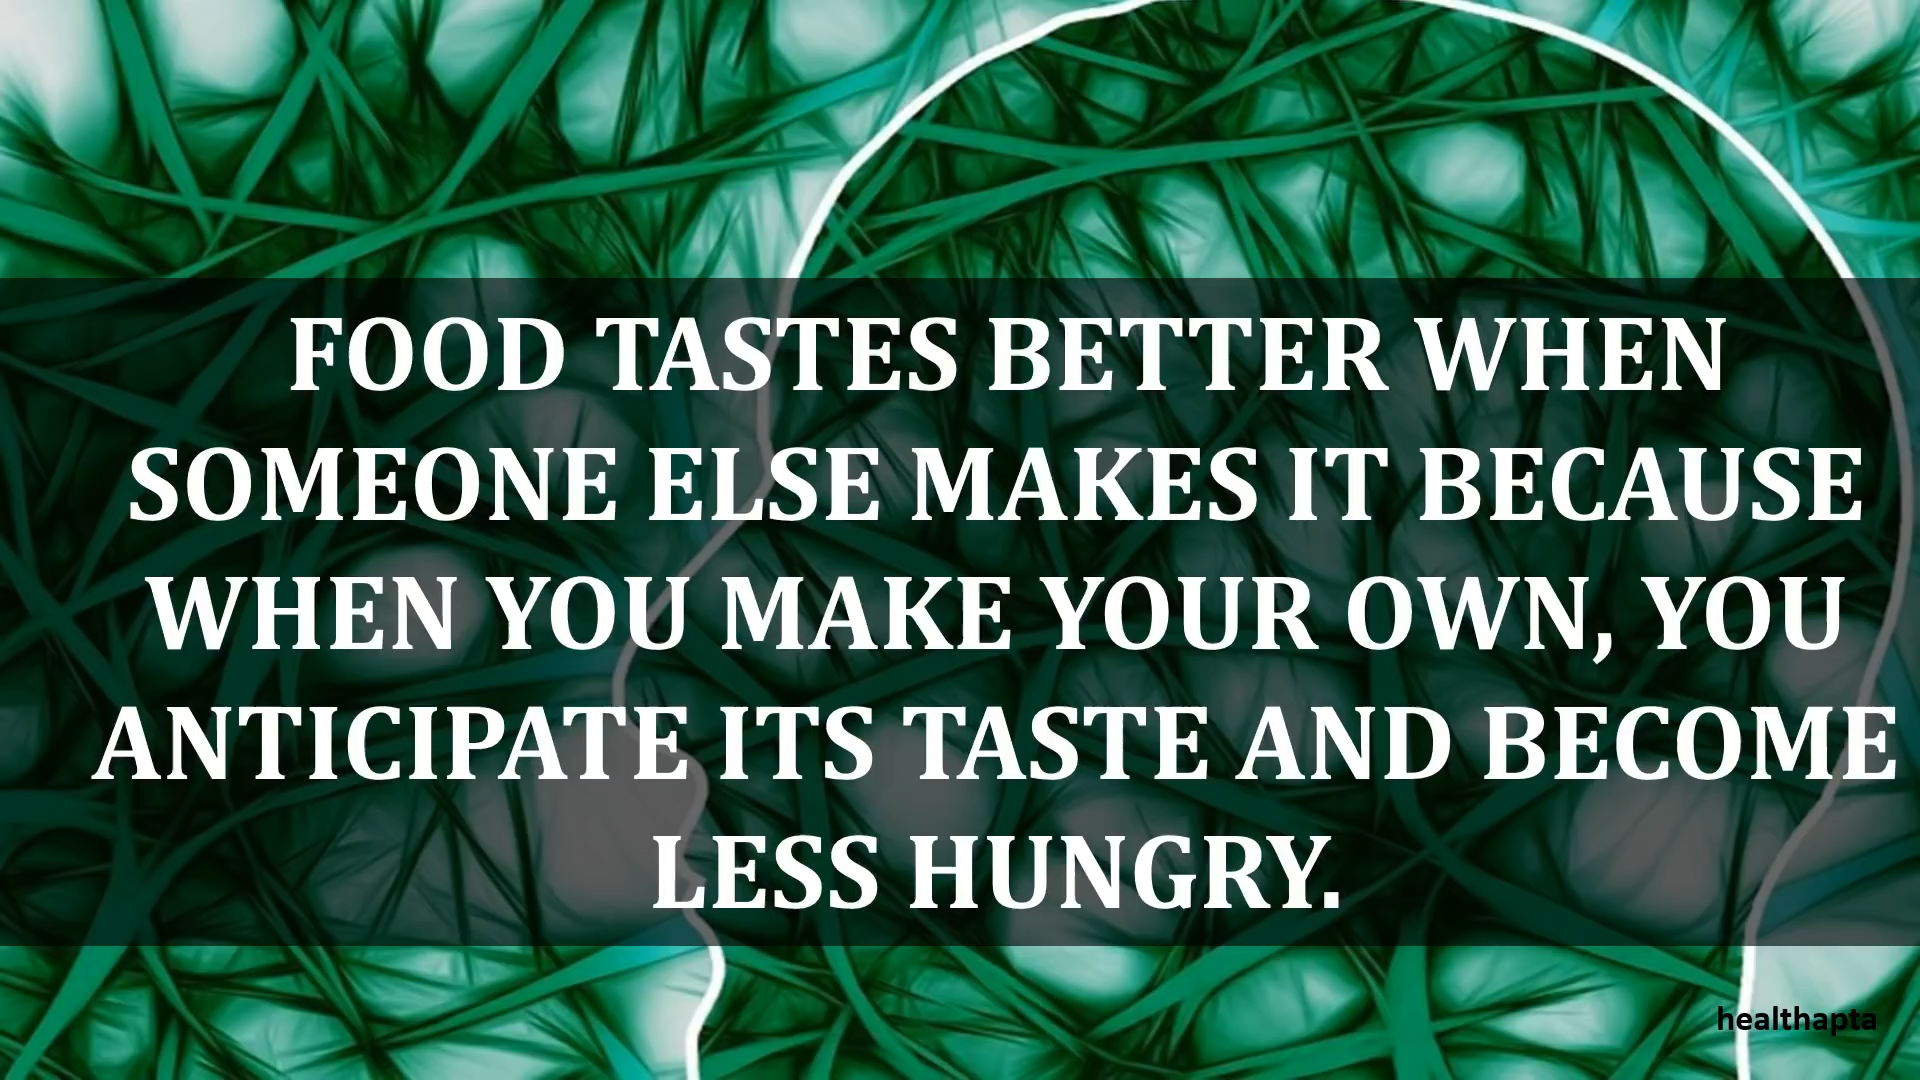 FOOD TASTES BETTER WHEN
SOMEONE ELSE MAKES IT BECAUSE
WHEN YOU MAKE YOUR OWN, YOU
ANTICIPATE ITS TASTE AND BECOME
LESS HUNGRY.
healthapta